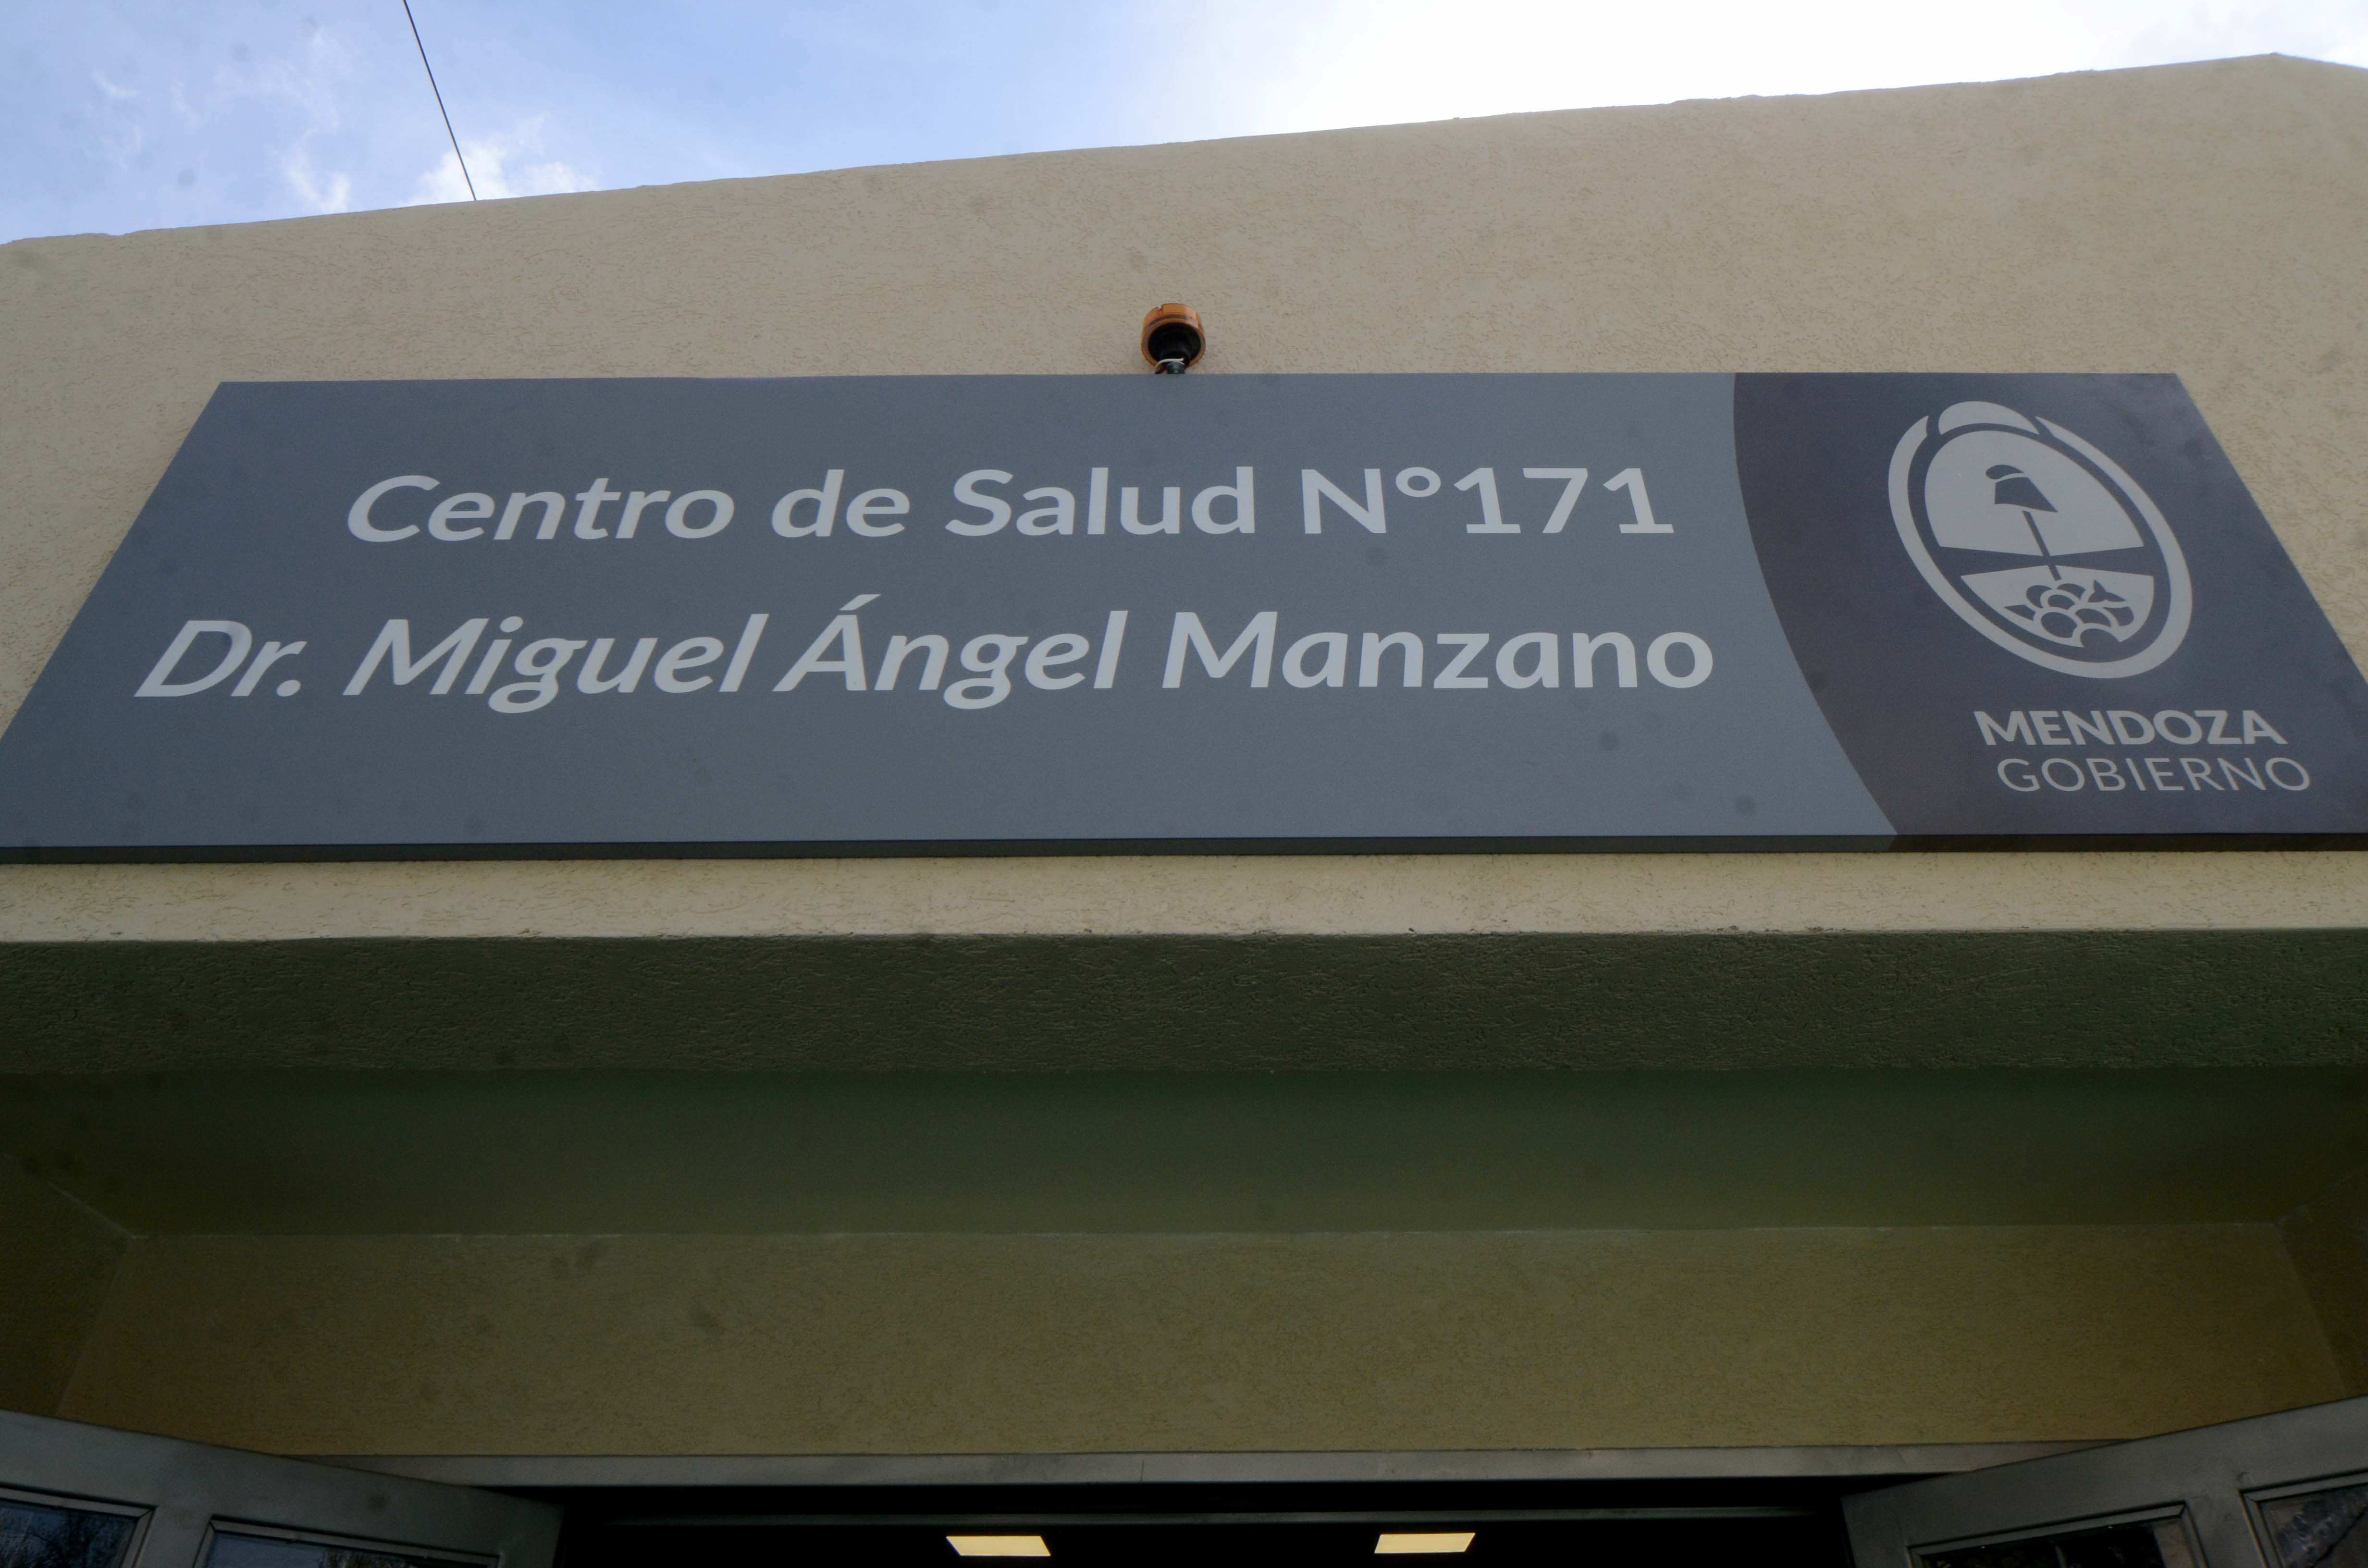 Centro de Salud N°171
Dr. Miguel Ángel Manzano
MENDOZA
GOBIERNO